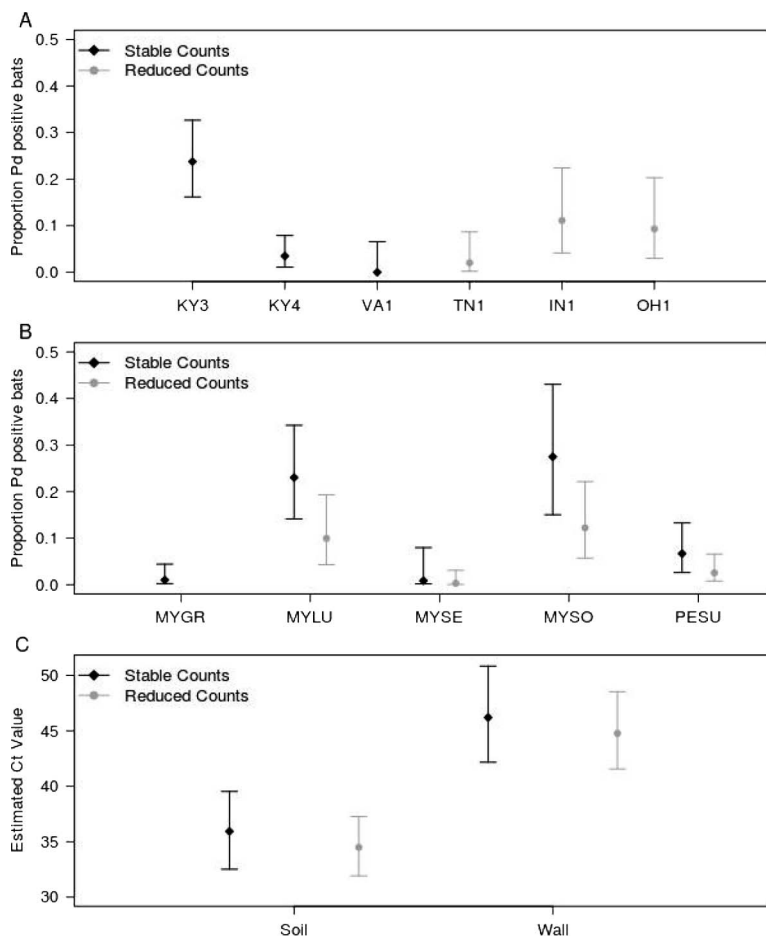 A
Stable Counts
Reduced Counts
Proportion Pd positive bats
0.5
0.4
0.3
0.2
0.1
0.0
KY3 KY4 VA1 TN1 IN1 OH1
B
Stable Counts
Reduced Counts
Proportion Pd positive bats
0.5
0.4
0.3
0.2
0.1
0.0
MYGR MYLU MYSE MYSO PESU
C
Stable Counts
Reduced Counts
Estimated Ct Value
50
45
40
35
30
Soil Wall